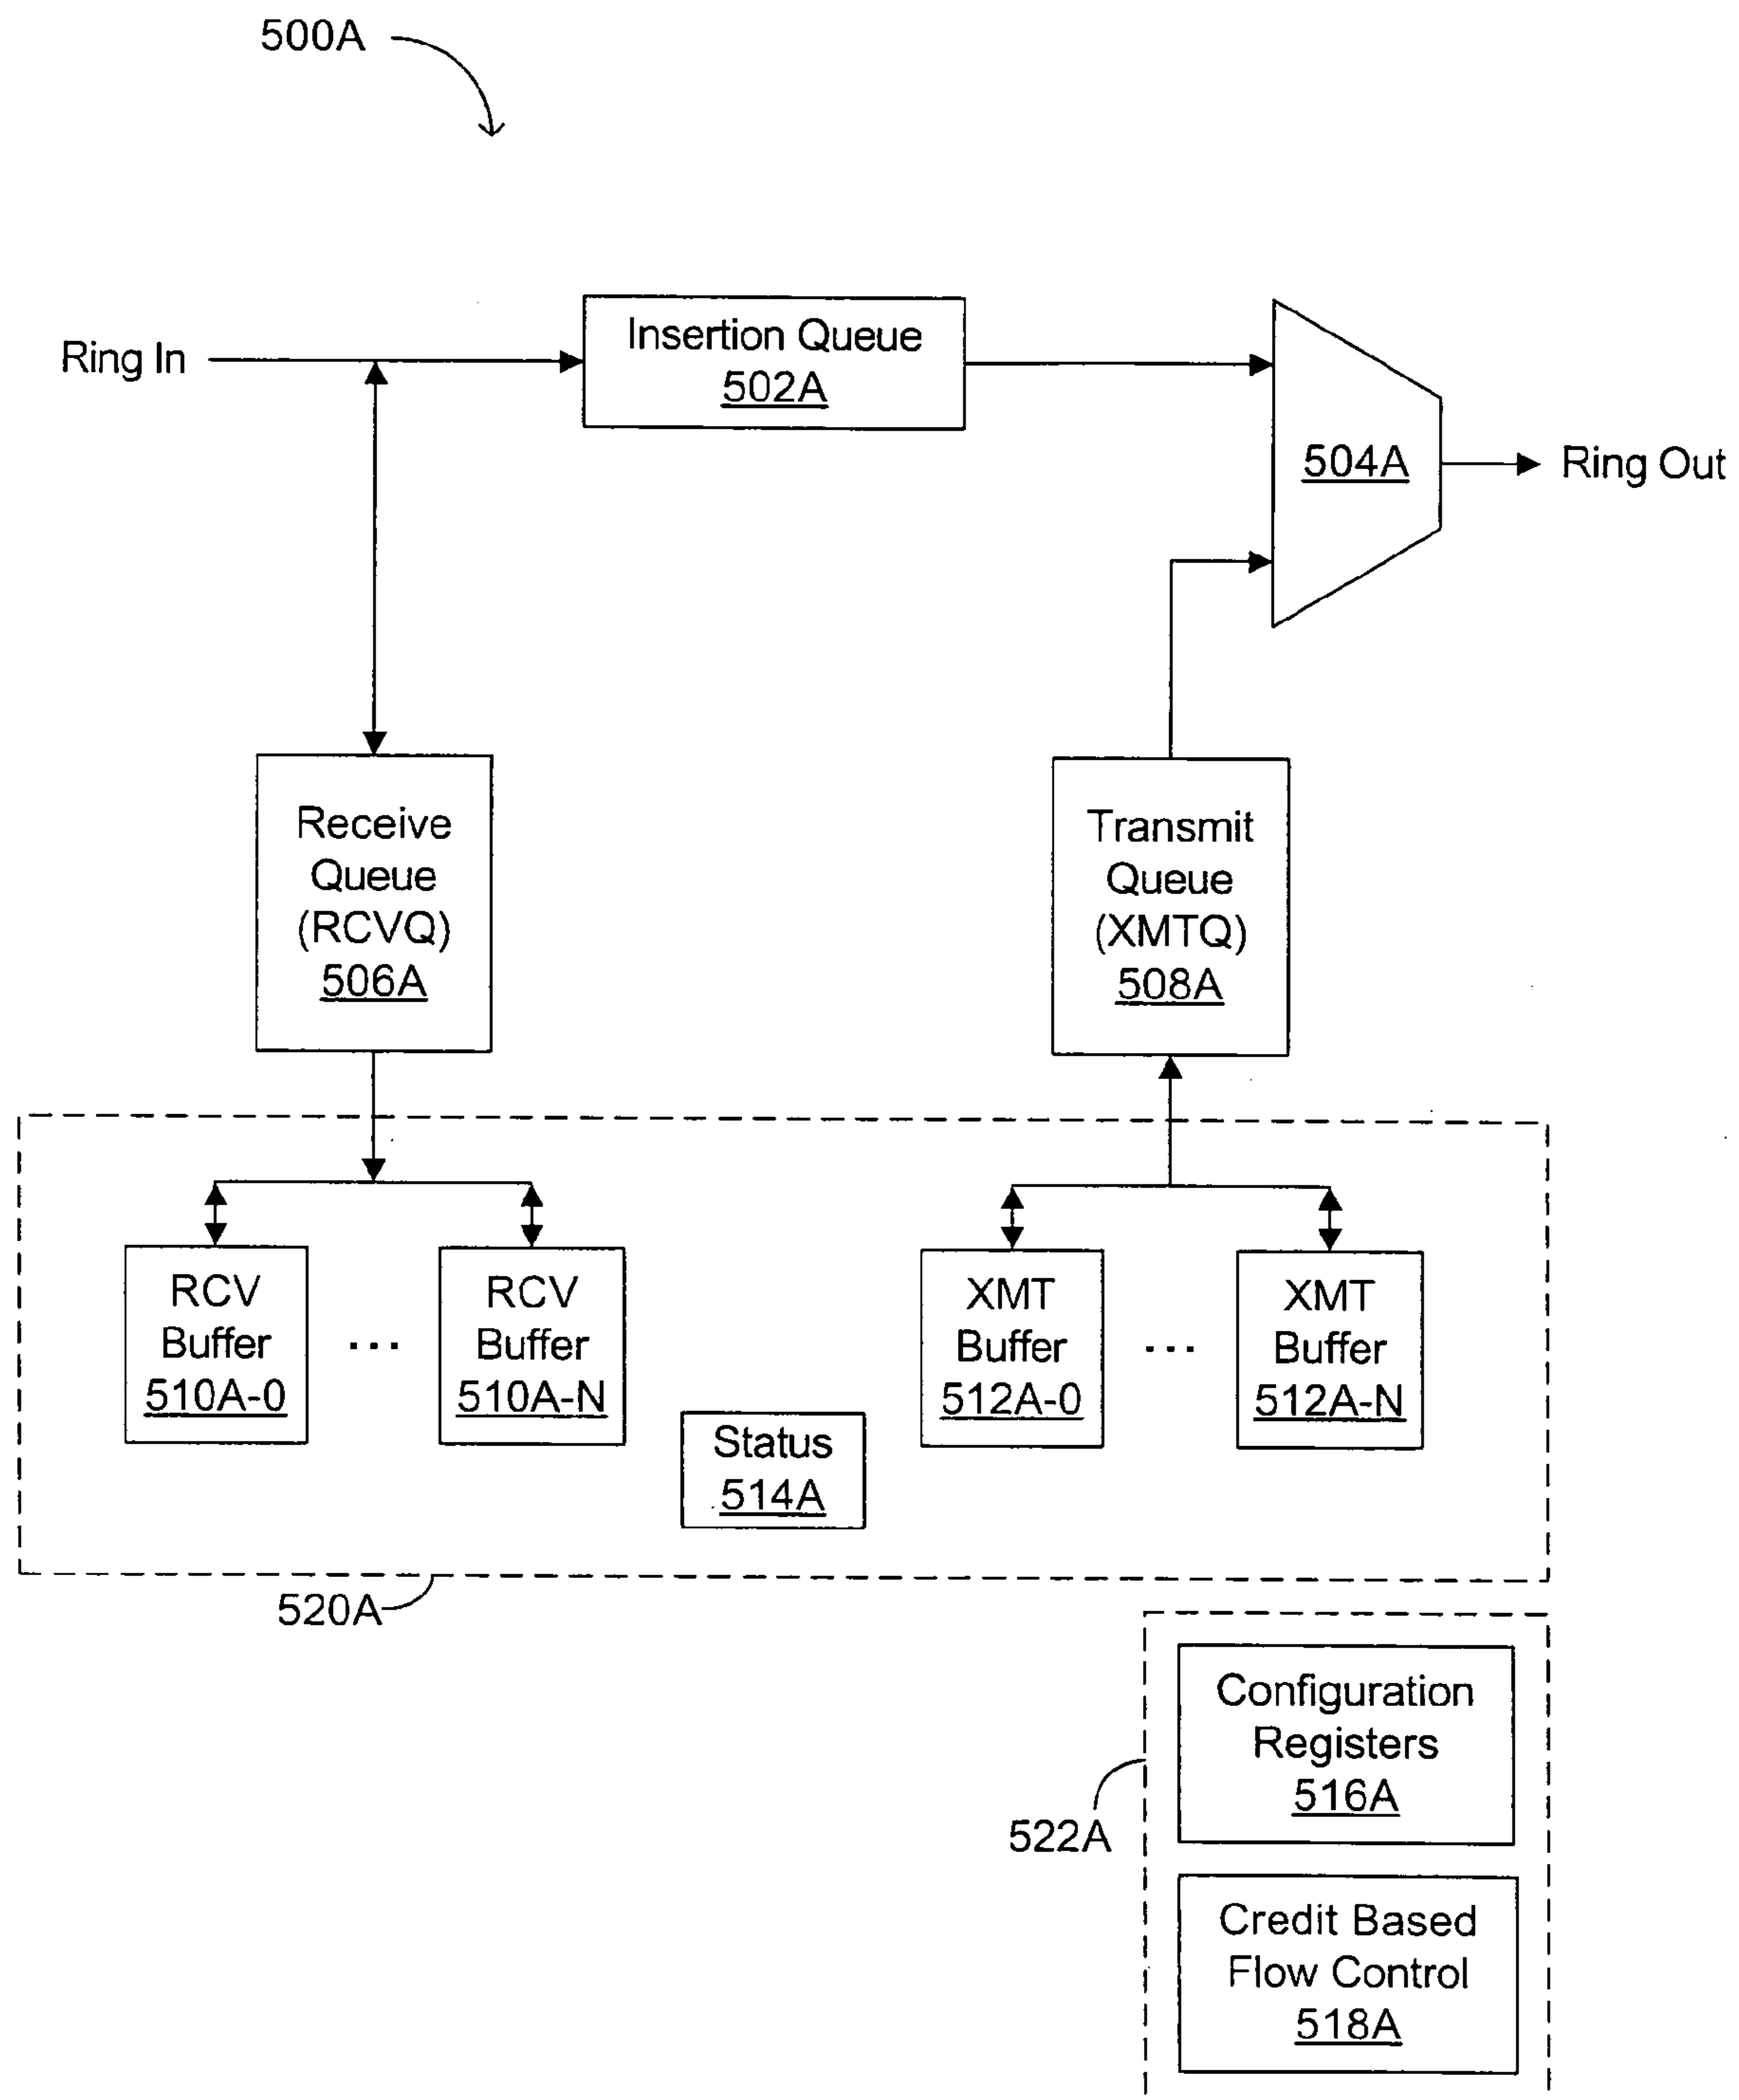 500A
Ring In
Insertion Queue
502A
504A
Ring Out
Receive
Queue
(RCVQ)
506A
Transmit
Queue
(XMTQ)
508A
RCV
Buffer
510A-0
...
RCV
Buffer
510A-N
Status
514A
XMT
Buffer
512A-0
...
XMT
Buffer
512A-N
520A
Configuration
Registers
516A
522A
Credit Based
Flow Control
518A